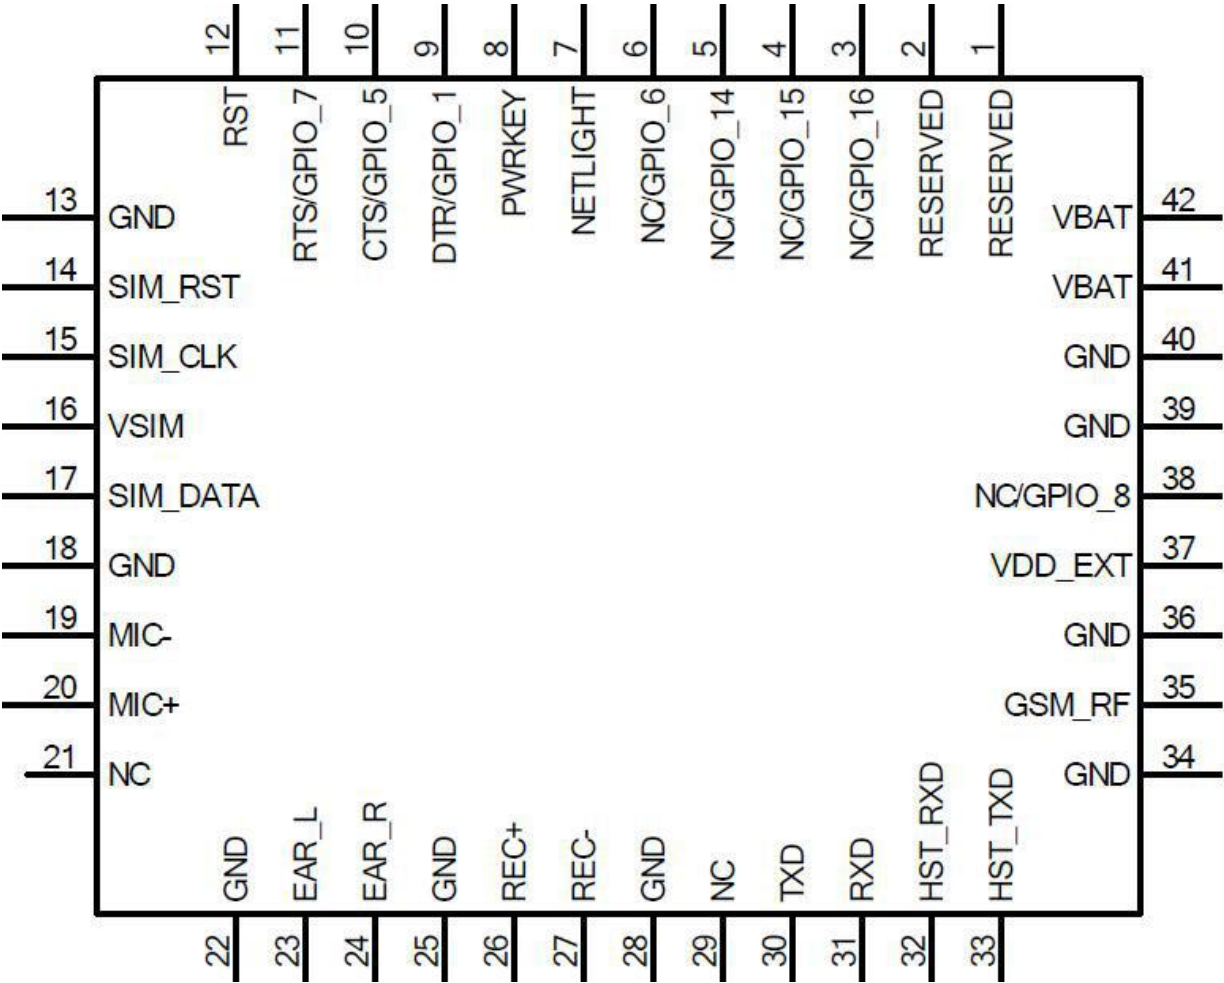 12
11
10
9
8
7
6
5
4
3
2
1
RST
RTS/GPIO_7
CTS/GPIO_5
DTR/GPIO_1
PWRKEY
NETLIGHT
NC/GPIO_6
NC/GPIO_14
NC/GPIO_15
NC/GPIO_16
RESERVED
RESERVED
13 GND
14 SIM_RST
15 SIM_CLK
16 VSIM
17 SIM_DATA
18 GND
19 MIC-
20 MIC+
21 NC
VBAT 42
VBAT 41
GND 40
GND 39
NC/GPIO_8 38
VDD_EXT 37
GND 36
GSM_RF 35
GND 34
GND
EAR_L
EAR_R
GND
REC+
REC-
GND
NC
TXD
RXD
HST_RXD
HST_TXD
22
23
24
25
26
27
28
29
30
31
32
33